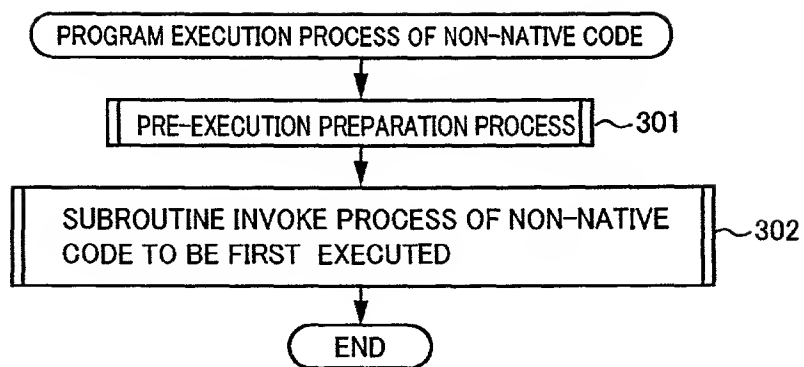 PROGRAM EXECUTION PROCESS OF NON-NATIVE CODE
PRE-EXECUTION PREPARATION PROCESS
301
SUBROUTINE INVOKE PROCESS OF NON-NATIVE
CODE TO BE FIRST EXECUTED
302
END